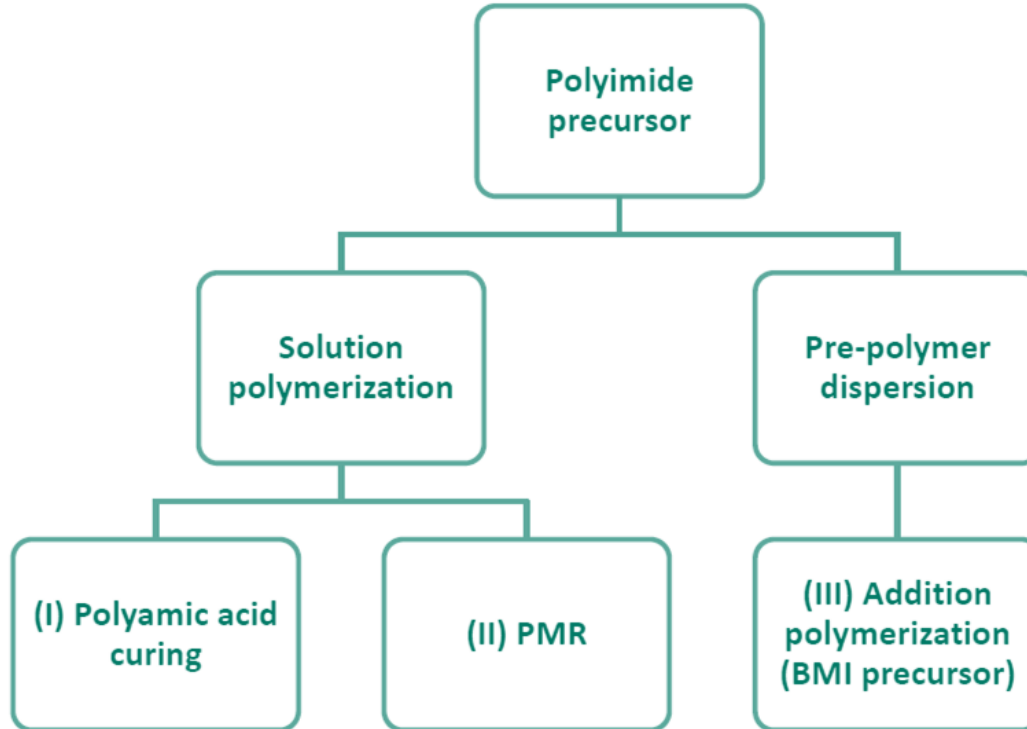 Polyimide
precursor
Solution
polymerization
Pre-polymer
dispersion
(I) Polyamic acid
curing
(II) PMR
(III) Addition
polymerization
(BMI precursor)